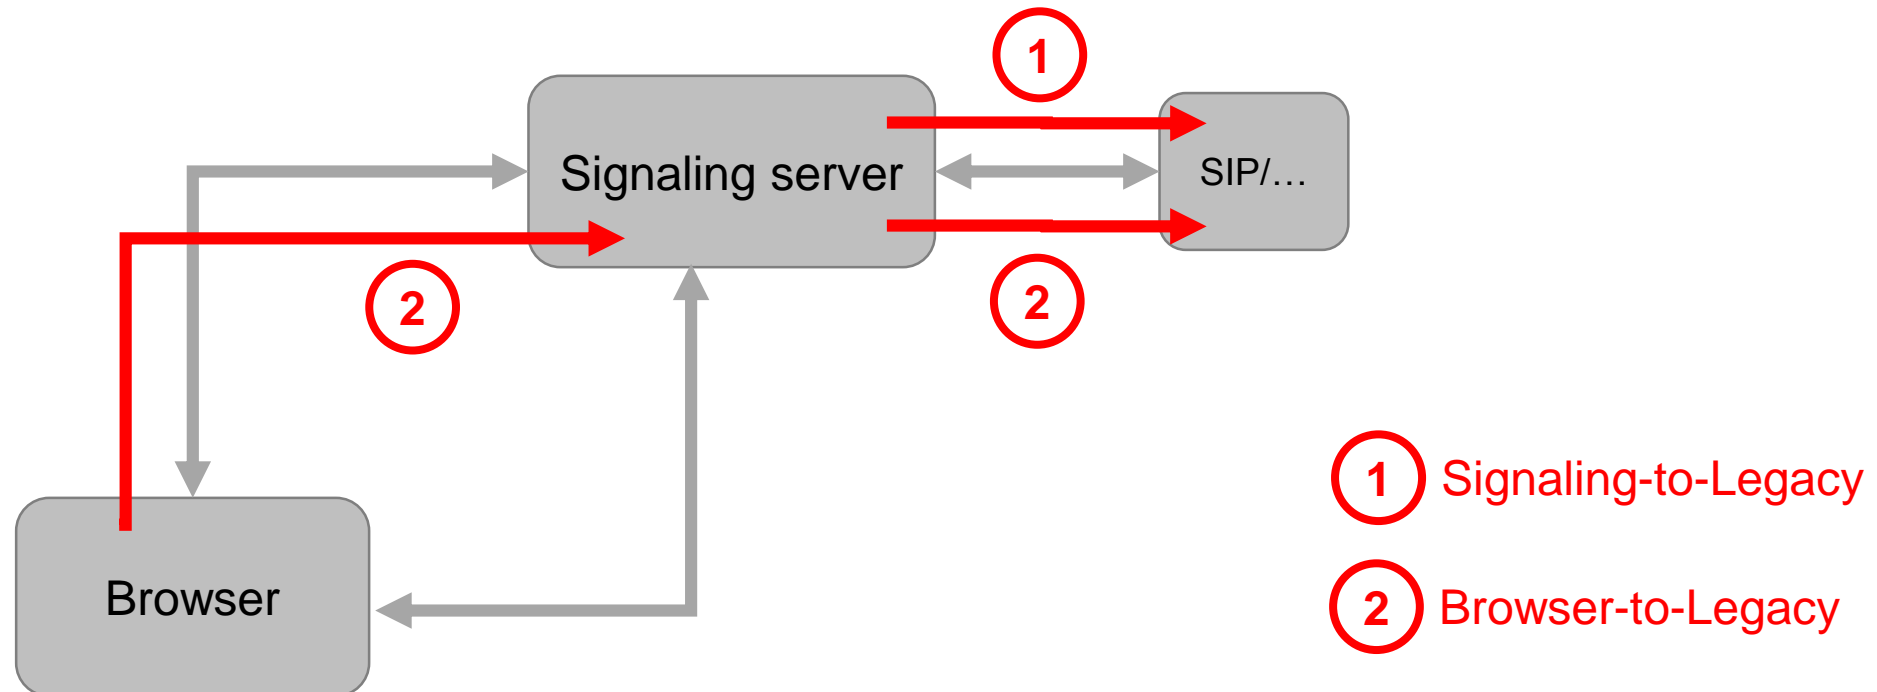 1
Signaling server
SIP/…
2
2
1 Signaling-to-Legacy
Browser
2 Browser-to-Legacy